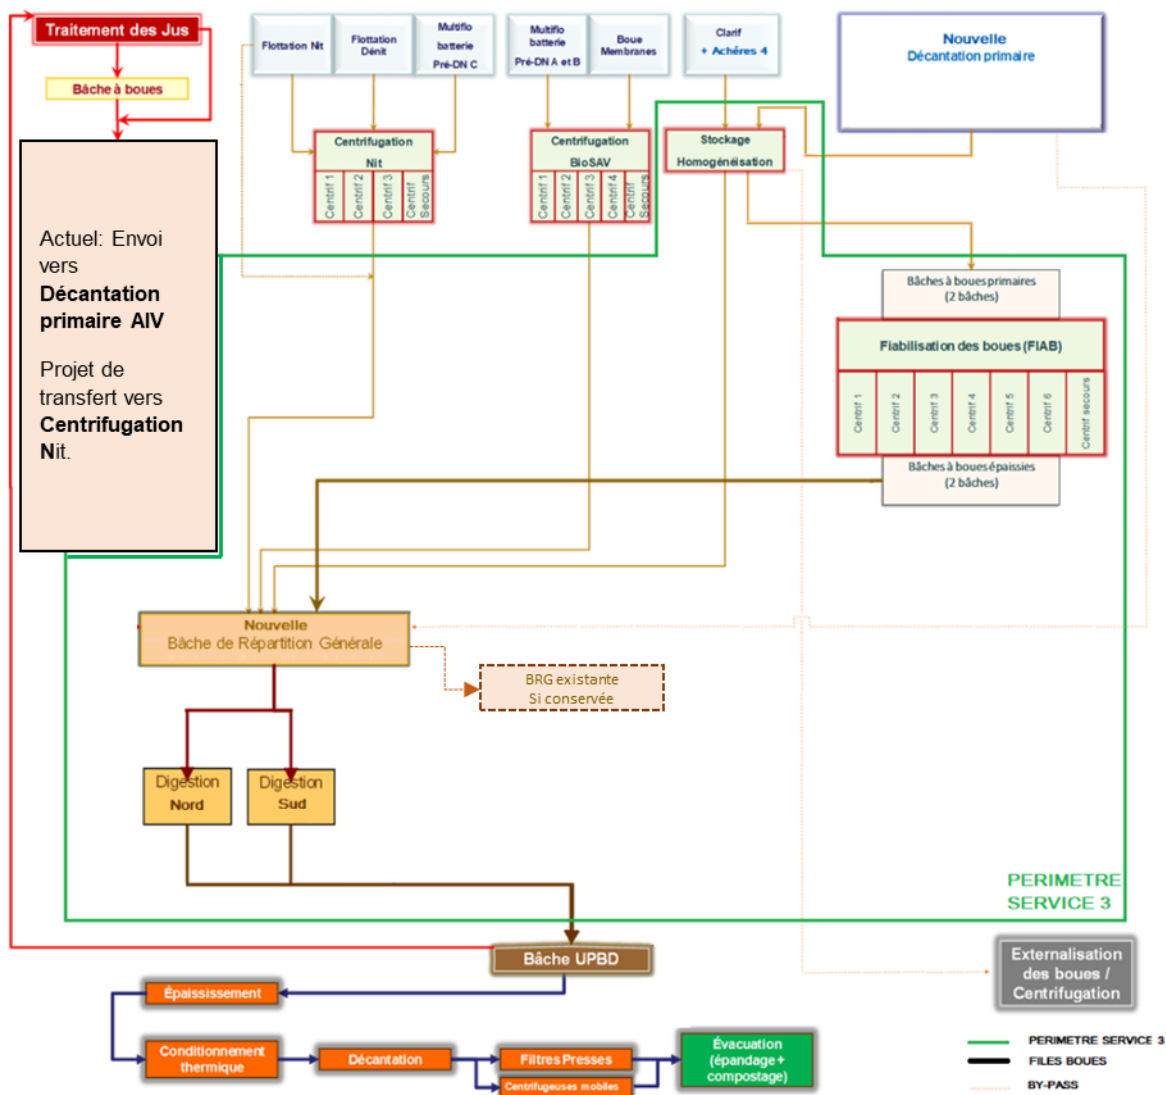 Traitement des Jus
Bâche à boues
Actuel: Envoi
vers
Décantation
primaire AIV
Projet de
transfert vers
Centrifugation
Nit.
Flottation Nit
Flottation
Dénit
Multiflo
batterie
Pré-DN C
Multiflo
batterie
Pré-DN A et B
Boue
Membranes
Clarif
+ Achéres 4
Nouvelle
Décantation primaire
Centrifugation
Nit
Centrif 1
Centrif 2
Centrif 3
Centrif
Secours
Centrifugation
BioSAV
Centrif 1
Centrif 2
Centrif 3
Centrif 4
Centrif
Secours
Stockage
Homogénéisation
Bâches à boues primaires
(2 bâches)
Fiabilisation des boues (FIAB)
Centrif 1
Centrif 2
Centrif 3
Centrif 4
Centrif 5
Centrif 6
Centrif secours
Bâches à boues épaissies
(2 bâches)
Nouvelle
Bâche de Répartition Générale
BRG existante
Si conservée
Digestion
Nord
Digestion
Sud
PERIMETRE
SERVICE 3
Bâche UPBD
Externalisation
des boues /
Centrifugation
Épaississement
Conditionnement
thermique
Décantation
Filtres Presses
Centrifugeuses mobiles
Évacuation
(épandage +
compostage)
PERIMETRE SERVICE 3
FILES BOUES
BY-PASS